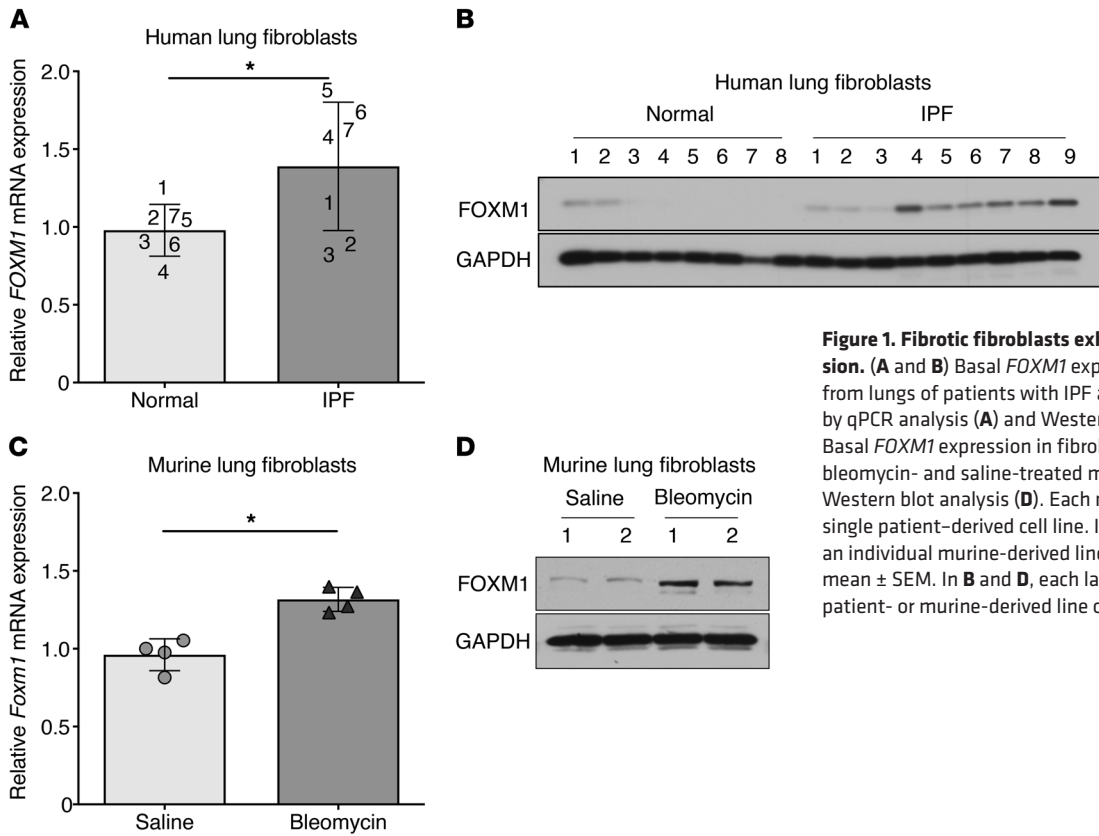 A
Human lung fibroblasts
*
Relative FOXM1 mRNA expression
2.0
1.5
1.0
0.5
0
1
2 7 5
3 6
4
5
6
7
4
1
2
3
Normal IPF
B
Human lung fibroblasts
Normal IPF
1 2 3 4 5 6 7 8 1 2 3 4 5 6 7 8 9
FOXM1
GAPDH
C
Murine lung fibroblasts
*
Relative Foxm1 mRNA expression
2.0
1.5
1.0
0.5
0
Saline Bleomycin
D
Murine lung fibroblasts
Saline Bleomycin
1 2 1 2
FOXM1
GAPDH
Figure 1. Fibrotic fibroblasts
sion. (A and B) Basal FOXM1
from lungs of patients with IPF
by qPCR analysis (A) and
Basal FOXM1 expression in
bleomycin- and saline-treated
Western blot analysis (D). Each
single patient–derived cell line.
an individual murine-derived
mean ± SEM. In B and D, each
patient- or murine-derived line